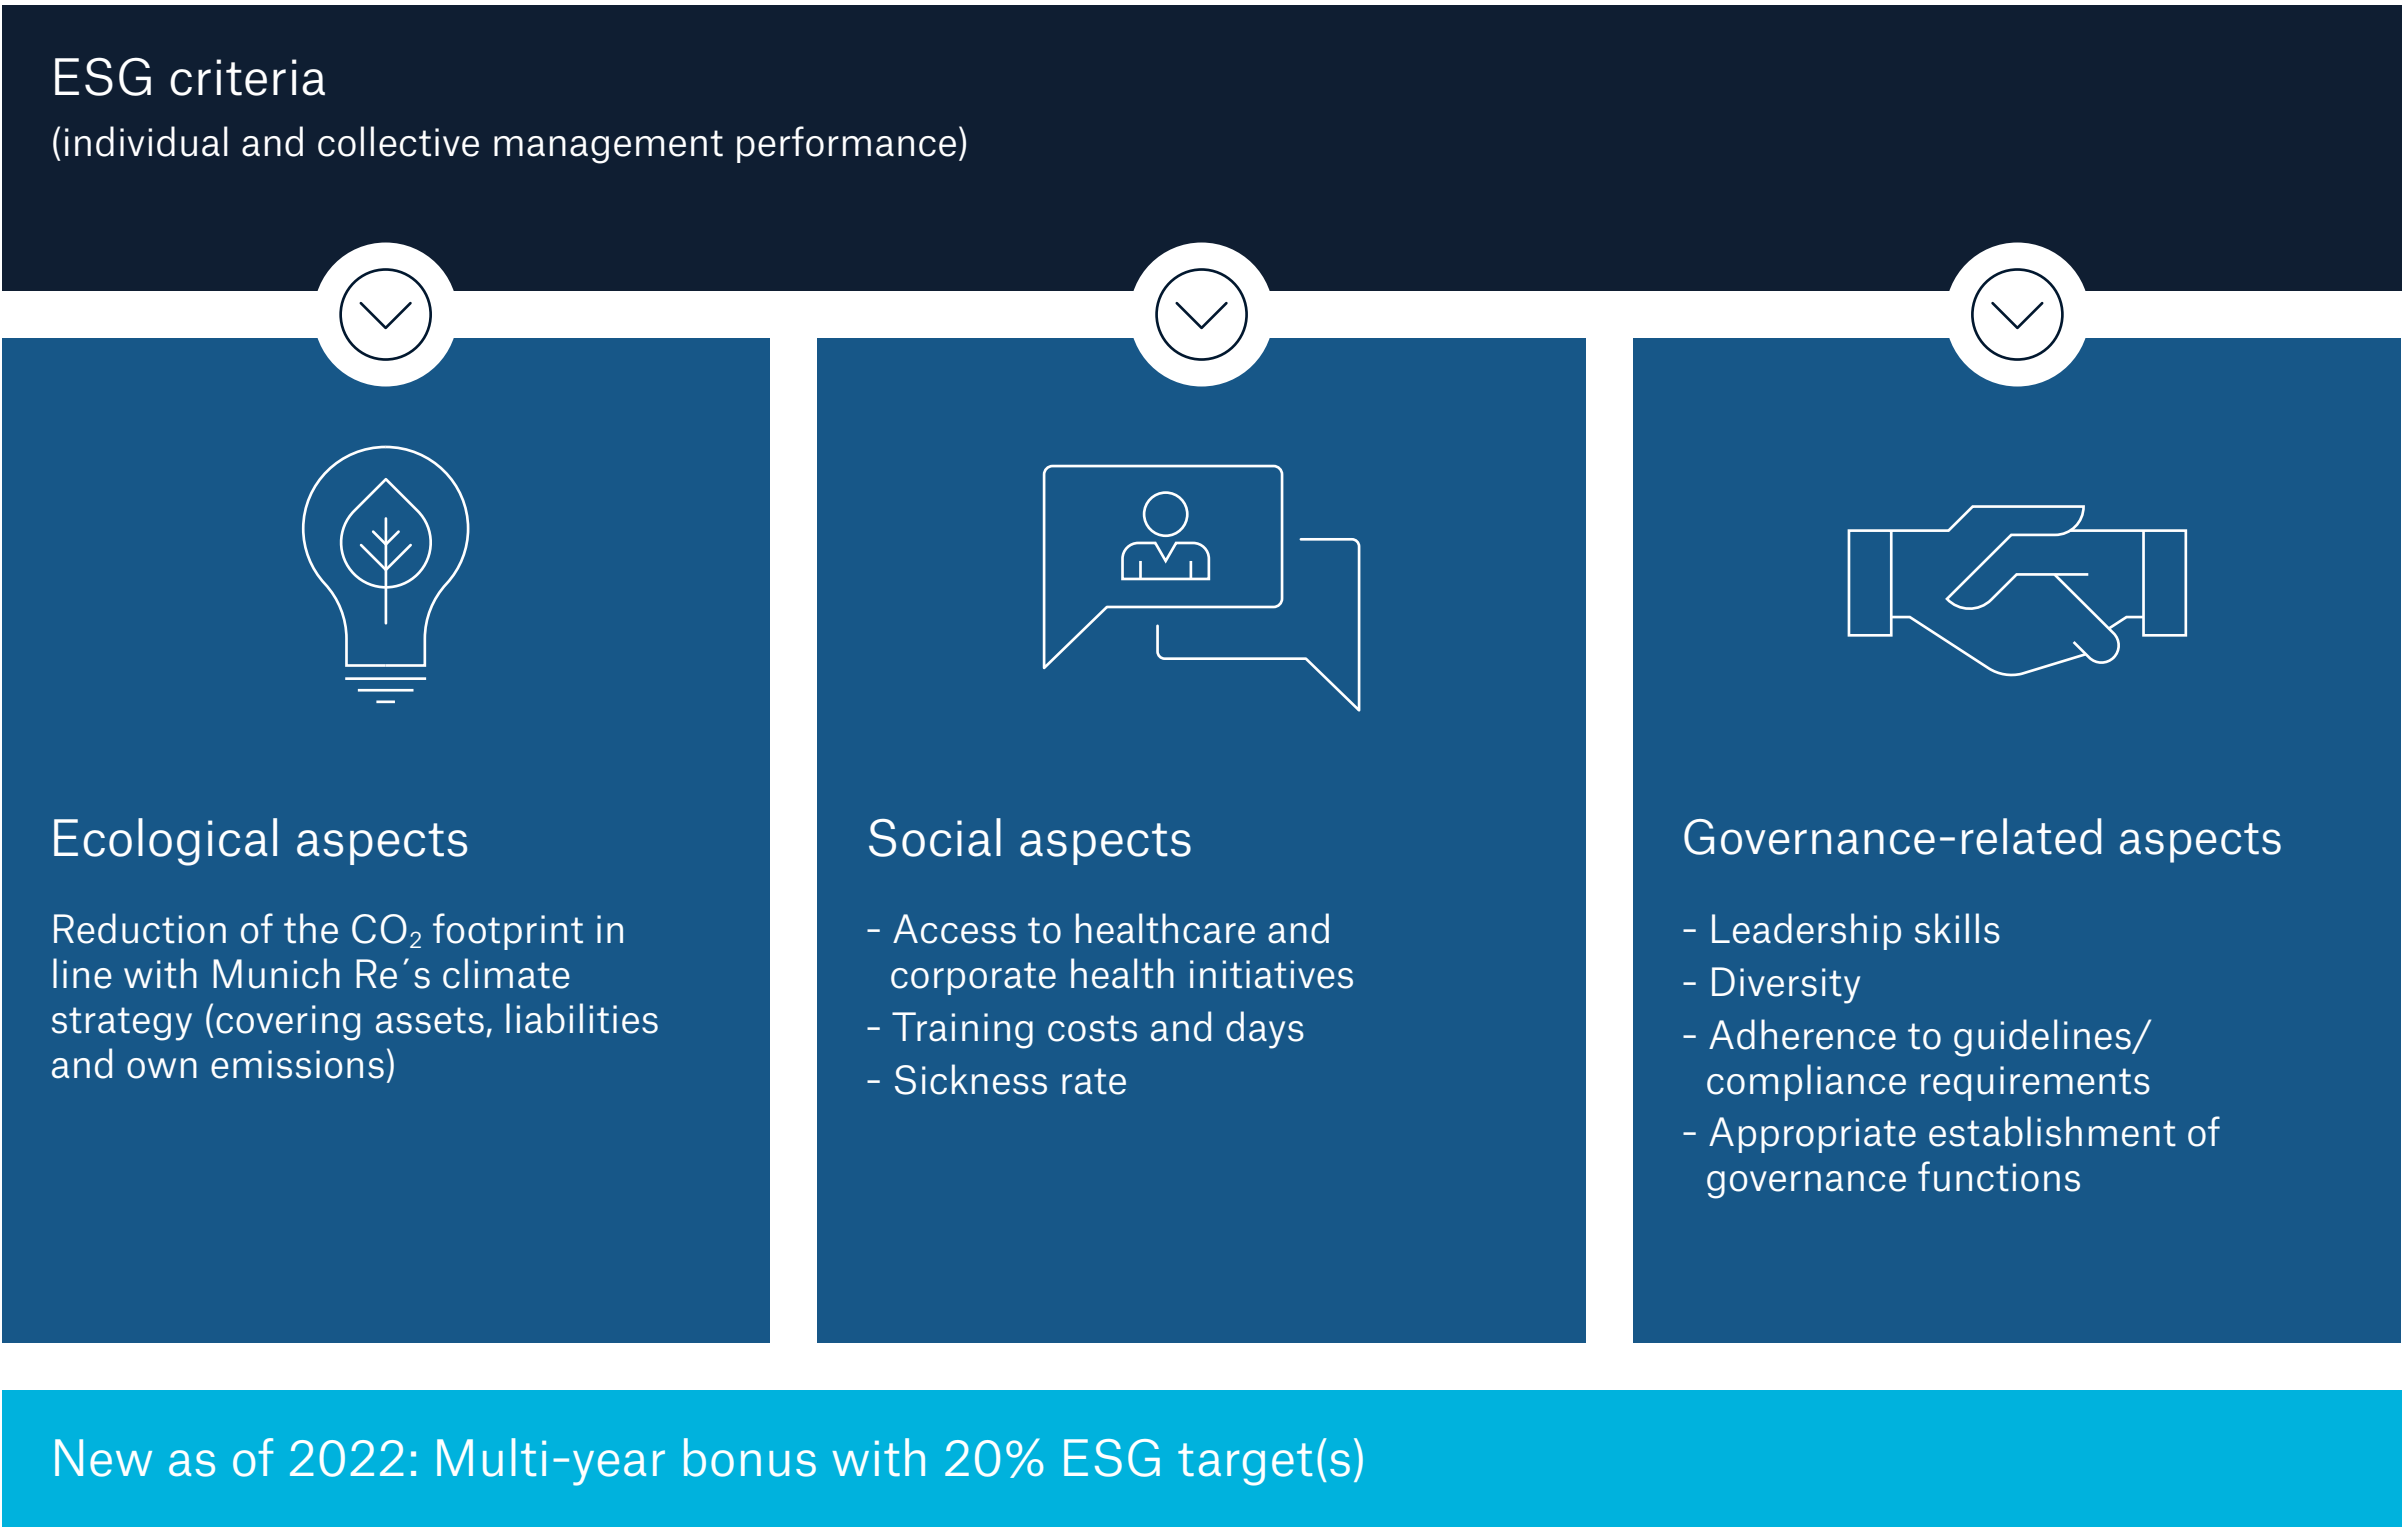 ESG criteria
(individual and collective management performance)
Ecological aspects
Reduction of the CO₂ footprint in
line with Munich Re´s climate
strategy (covering assets, liabilities
and own emissions)
Social aspects
- Access to healthcare and
corporate health initiatives
- Training costs and days
- Sickness rate
Governance-related aspects
- Leadership skills
- Diversity
- Adherence to guidelines/
compliance requirements
- Appropriate establishment of
governance functions
New as of 2022: Multi-year bonus with 20% ESG target(s)